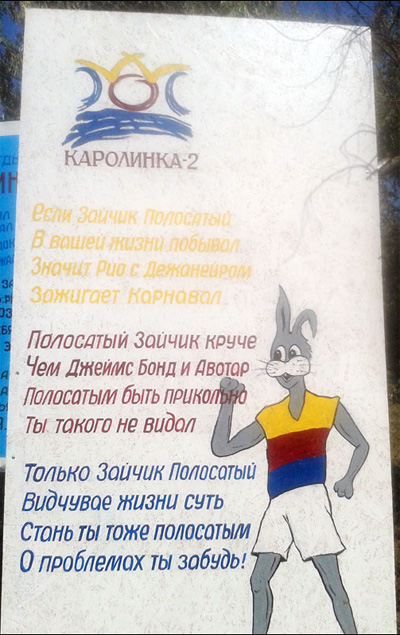 КАРОЛИНКА-2
Если Зайчик Полосатый
В вашей жизни побывал
Значит Рио с Дежанейром
Зажигает Карнавал
Полосатый Зайчик круче
Чем Джеймс Бонд и Авотар
Полосатым быть прикольно
Ты такого не видал
Только Зайчик Полосатый
Видчувае жизни суть
Стань ты тоже полосатым
О проблемах ты забудь!